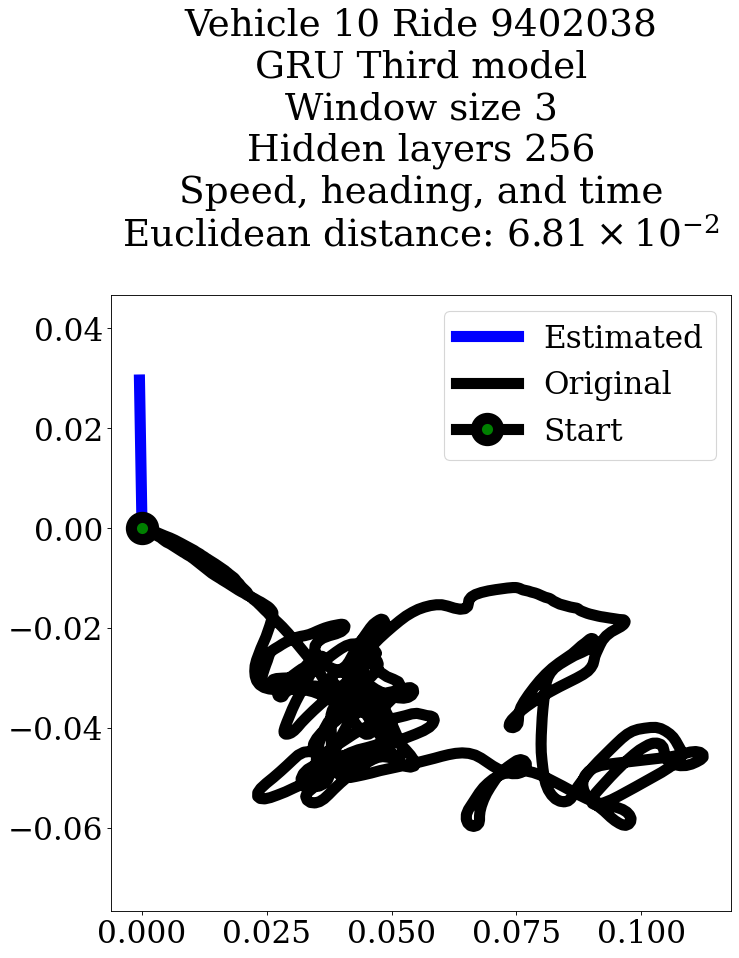 Vehicle 10 Ride 9402038
GRU Third model
Window size 3
Hidden layers 256
Speed, heading, and time
Euclidean distance: 6.81 × 10⁻²
Estimated
Original
Start
0.04
0.02
0.00
−0.02
−0.04
−0.06
0.000 0.025 0.050 0.075 0.100